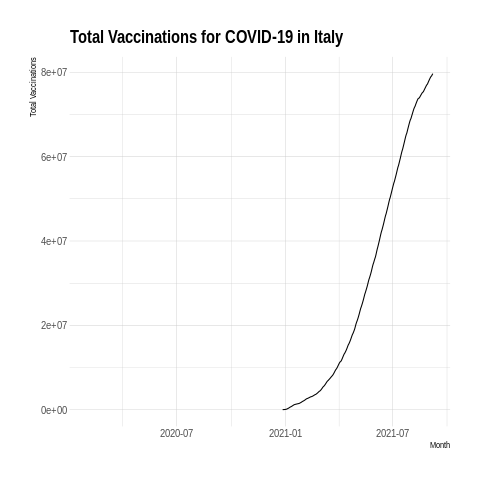 Total Vaccinations for COVID-19 in Italy
Total Vaccinations
8e+07
6e+07
4e+07
2e+07
0e+00
2020-07 2021-01 2021-07
Month